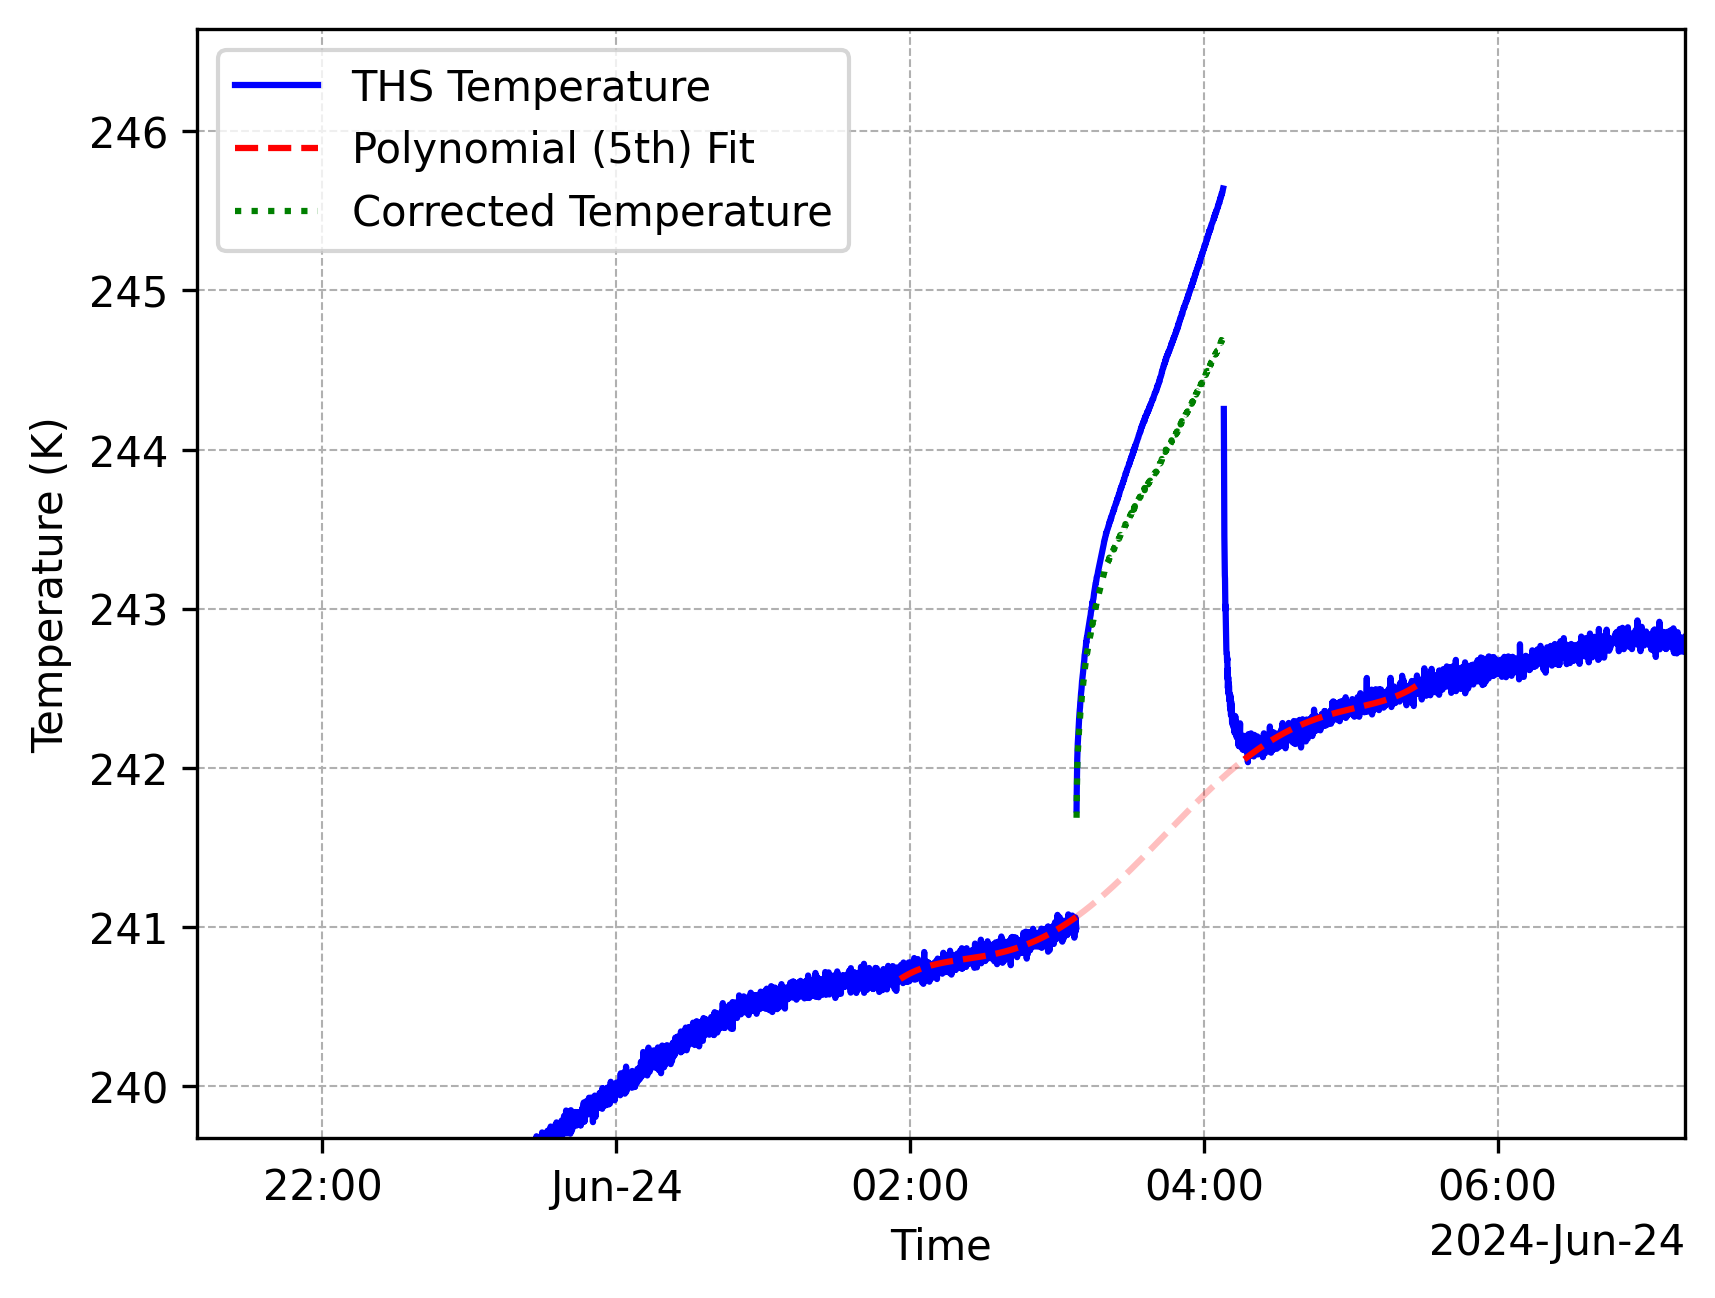 THS Temperature
Polynomial (5th) Fit
Corrected Temperature
246
245
244
243
242
241
240
Temperature (K)
22:00 Jun-24 02:00 04:00 06:00
Time
2024-Jun-24